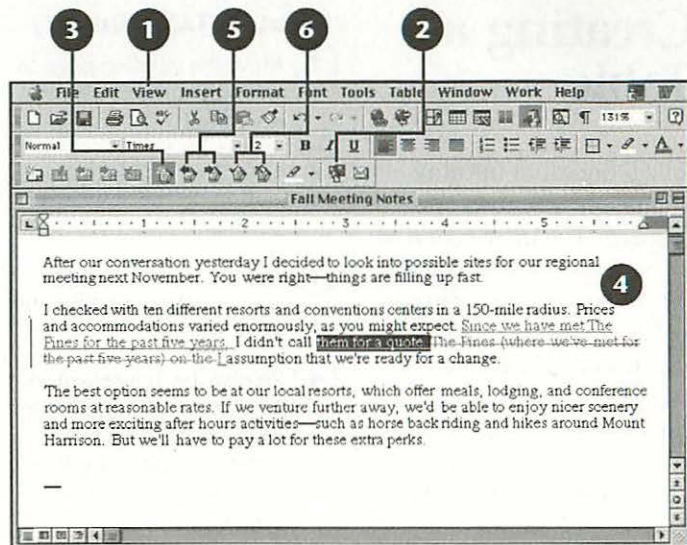 3 1 5 6 2
File Edit View Insert Format Font Tools Table Window Work Help
131%
Normal Times 2 B I U A
Fall Meeting Notes
1 2 3 4 5
After our conversation yesterday I decided to look into possible sites for our regional
meeting next November. You were right—things are filling up fast.
4
I checked with ten different resorts and conventions centers in a 150-mile radius. Prices
and accommodations varied enormously, as you might expect. Since we have met The
Pines for the past five years, I didn't call them for a quote. The Pines (where we've met for
the past five years) on the I assumption that we're ready for a change.
The best option seems to be at our local resorts, which offer meals, lodging, and conference
rooms at reasonable rates. If we venture further away, we'd be able to enjoy nicer scenery
and more exciting after hours activities—such as horse back riding and hikes around Mount
Harrison. But we'll have to pay a lot for these extra perks.